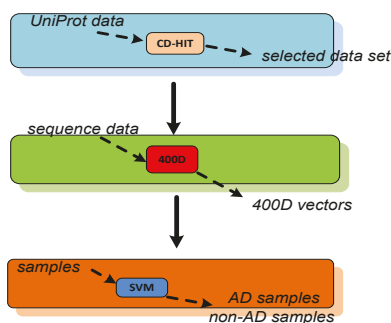 UniProt data
CD-HIT
selected data set
sequence data
400D
400D vectors
samples
SVM
AD samples
non-AD samples